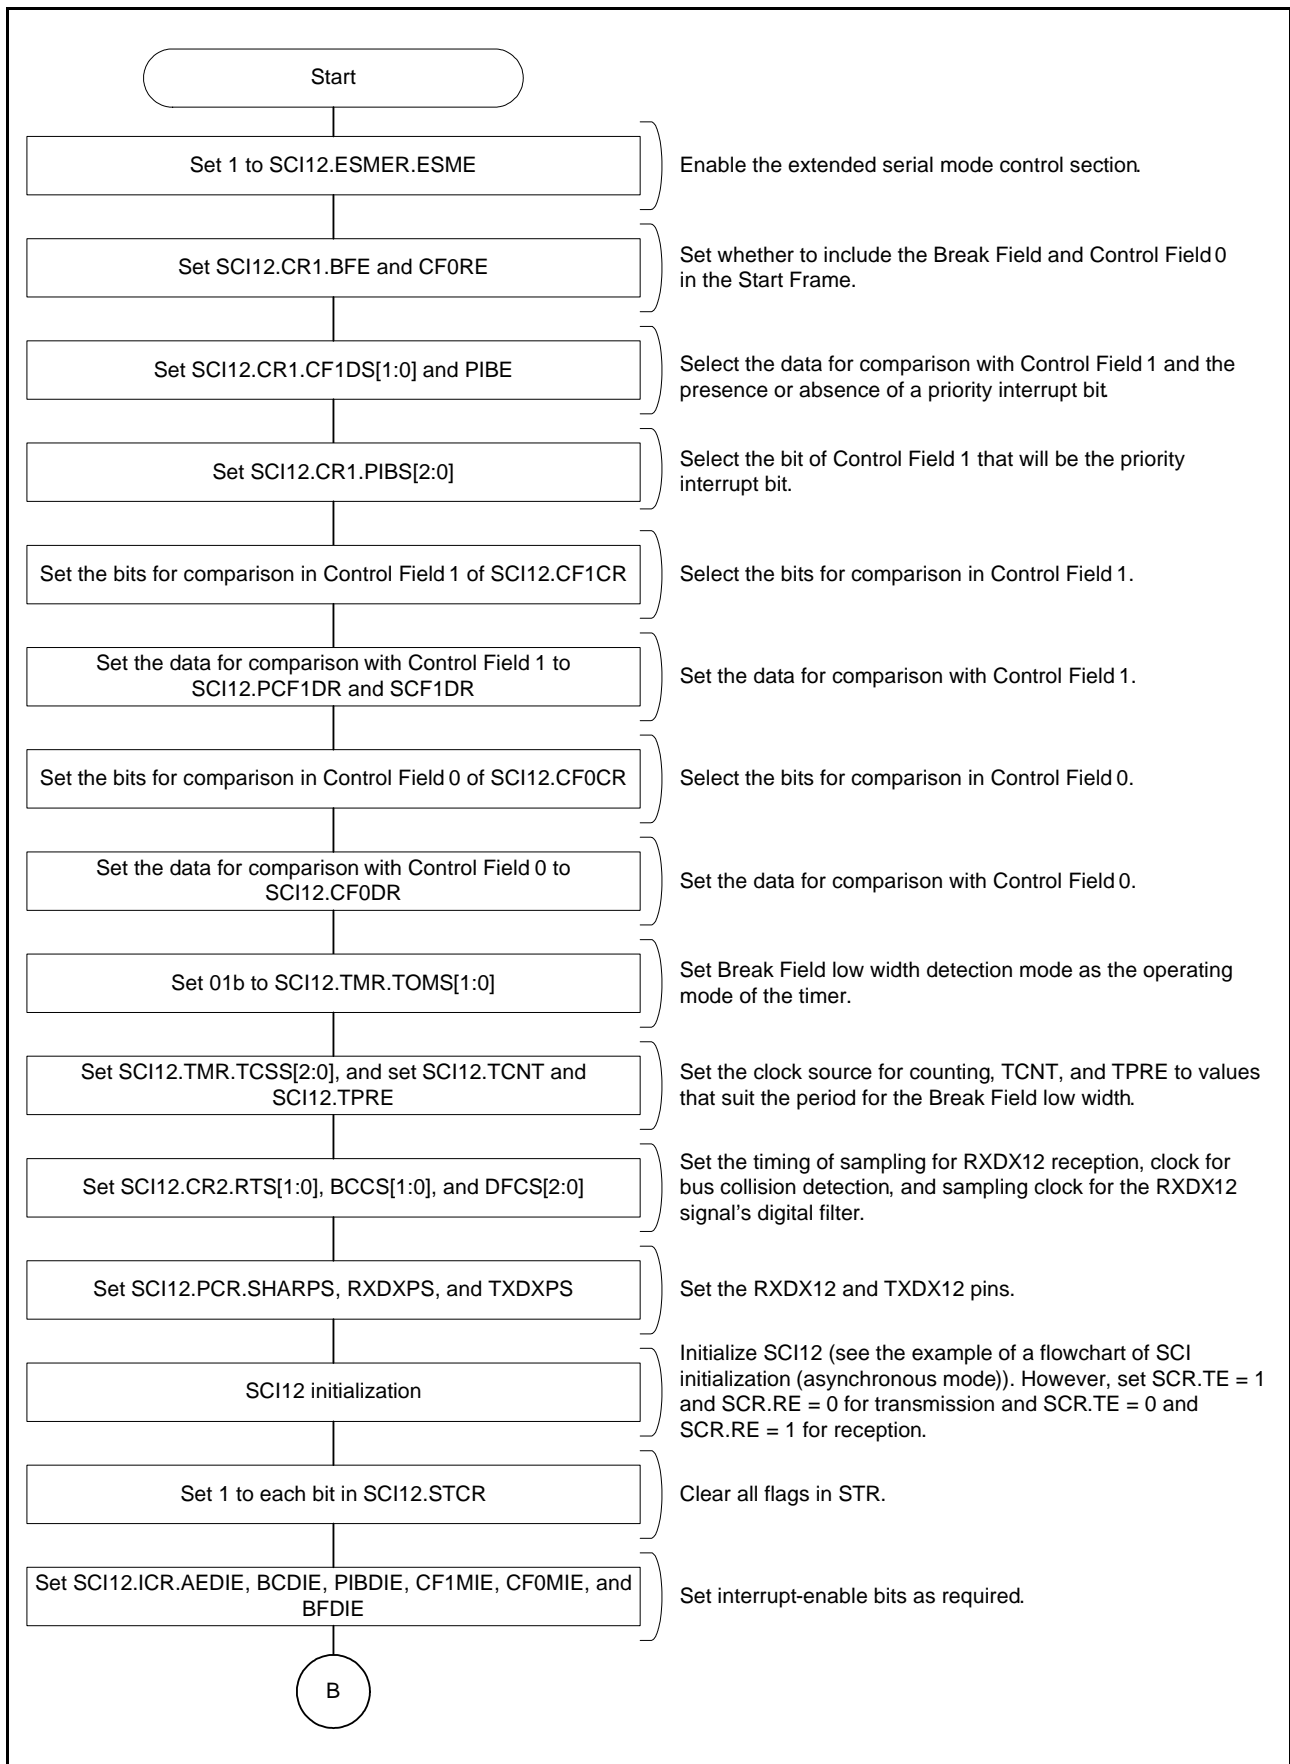 Start
Set 1 to SCI12.ESMER.ESME
Enable the extended serial mode control section.
Set SCI12.CR1.BFE and CF0RE
Set whether to include the Break Field and Control Field 0
in the Start Frame.
Set SCI12.CR1.CF1DS[1:0] and PIBE
Select the data for comparison with Control Field 1 and the
presence or absence of a priority interrupt bit.
Set SCI12.CR1.PIBS[2:0]
Select the bit of Control Field 1 that will be the priority
interrupt bit.
Set the bits for comparison in Control Field 1 of SCI12.CF1CR
Select the bits for comparison in Control Field 1.
Set the data for comparison with Control Field 1 to
SCI12.PCF1DR and SCF1DR
Set the data for comparison with Control Field 1.
Set the bits for comparison in Control Field 0 of SCI12.CF0CR
Select the bits for comparison in Control Field 0.
Set the data for comparison with Control Field 0 to
SCI12.CF0DR
Set the data for comparison with Control Field 0.
Set 01b to SCI12.TMR.TOMS[1:0]
Set Break Field low width detection mode as the operating
mode of the timer.
Set SCI12.TMR.TCSS[2:0], and set SCI12.TCNT and
SCI12.TPRE
Set the clock source for counting, TCNT, and TPRE to values
that suit the period for the Break Field low width.
Set SCI12.CR2.RTS[1:0], BCCS[1:0], and DFCS[2:0]
Set the timing of sampling for RXDX12 reception, clock for
bus collision detection, and sampling clock for the RXDX12
signal's digital filter.
Set SCI12.PCR.SHARPS, RXDXPS, and TXDXPS
Set the RXDX12 and TXDX12 pins.
SCI12 initialization
Initialize SCI12 (see the example of a flowchart of SCI
initialization (asynchronous mode)). However, set SCR.TE = 1
and SCR.RE = 0 for transmission and SCR.TE = 0 and
SCR.RE = 1 for reception.
Set 1 to each bit in SCI12.STCR
Clear all flags in STR.
Set SCI12.ICR.AEDIE, BCDIE, PIBDIE, CF1MIE, CF0MIE, and
BFDIE
Set interrupt-enable bits as required.
B